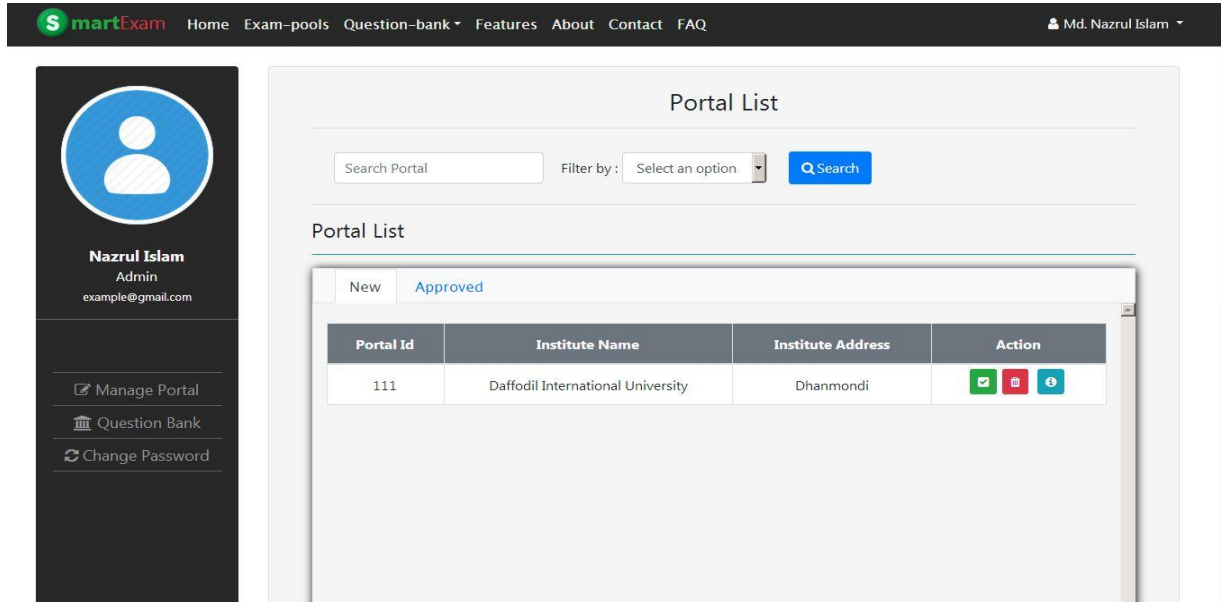 SmartExam Home Exam-pools Question-bank Features About Contact FAQ Md. Nazrul Islam
Portal List
Search Portal Filter by : Select an option Search
Portal List
Nazrul Islam
Admin
example@gmail.com
New Approved
Portal Id Institute Name Institute Address Action
111 Daffodil International University Dhanmondi
Manage Portal
Question Bank
Change Password